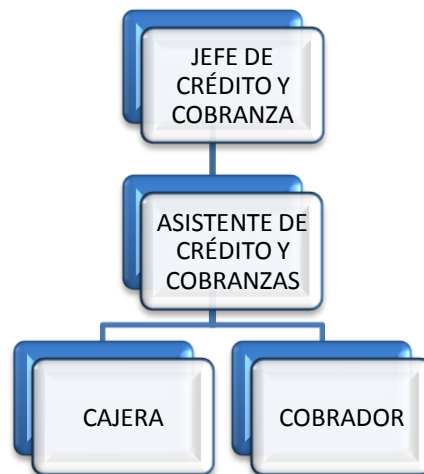 JEFE DE
CRÉDITO Y
COBRANZA
ASISTENTE DE
CRÉDITO Y
COBRANZAS
CAJERA
COBRADOR